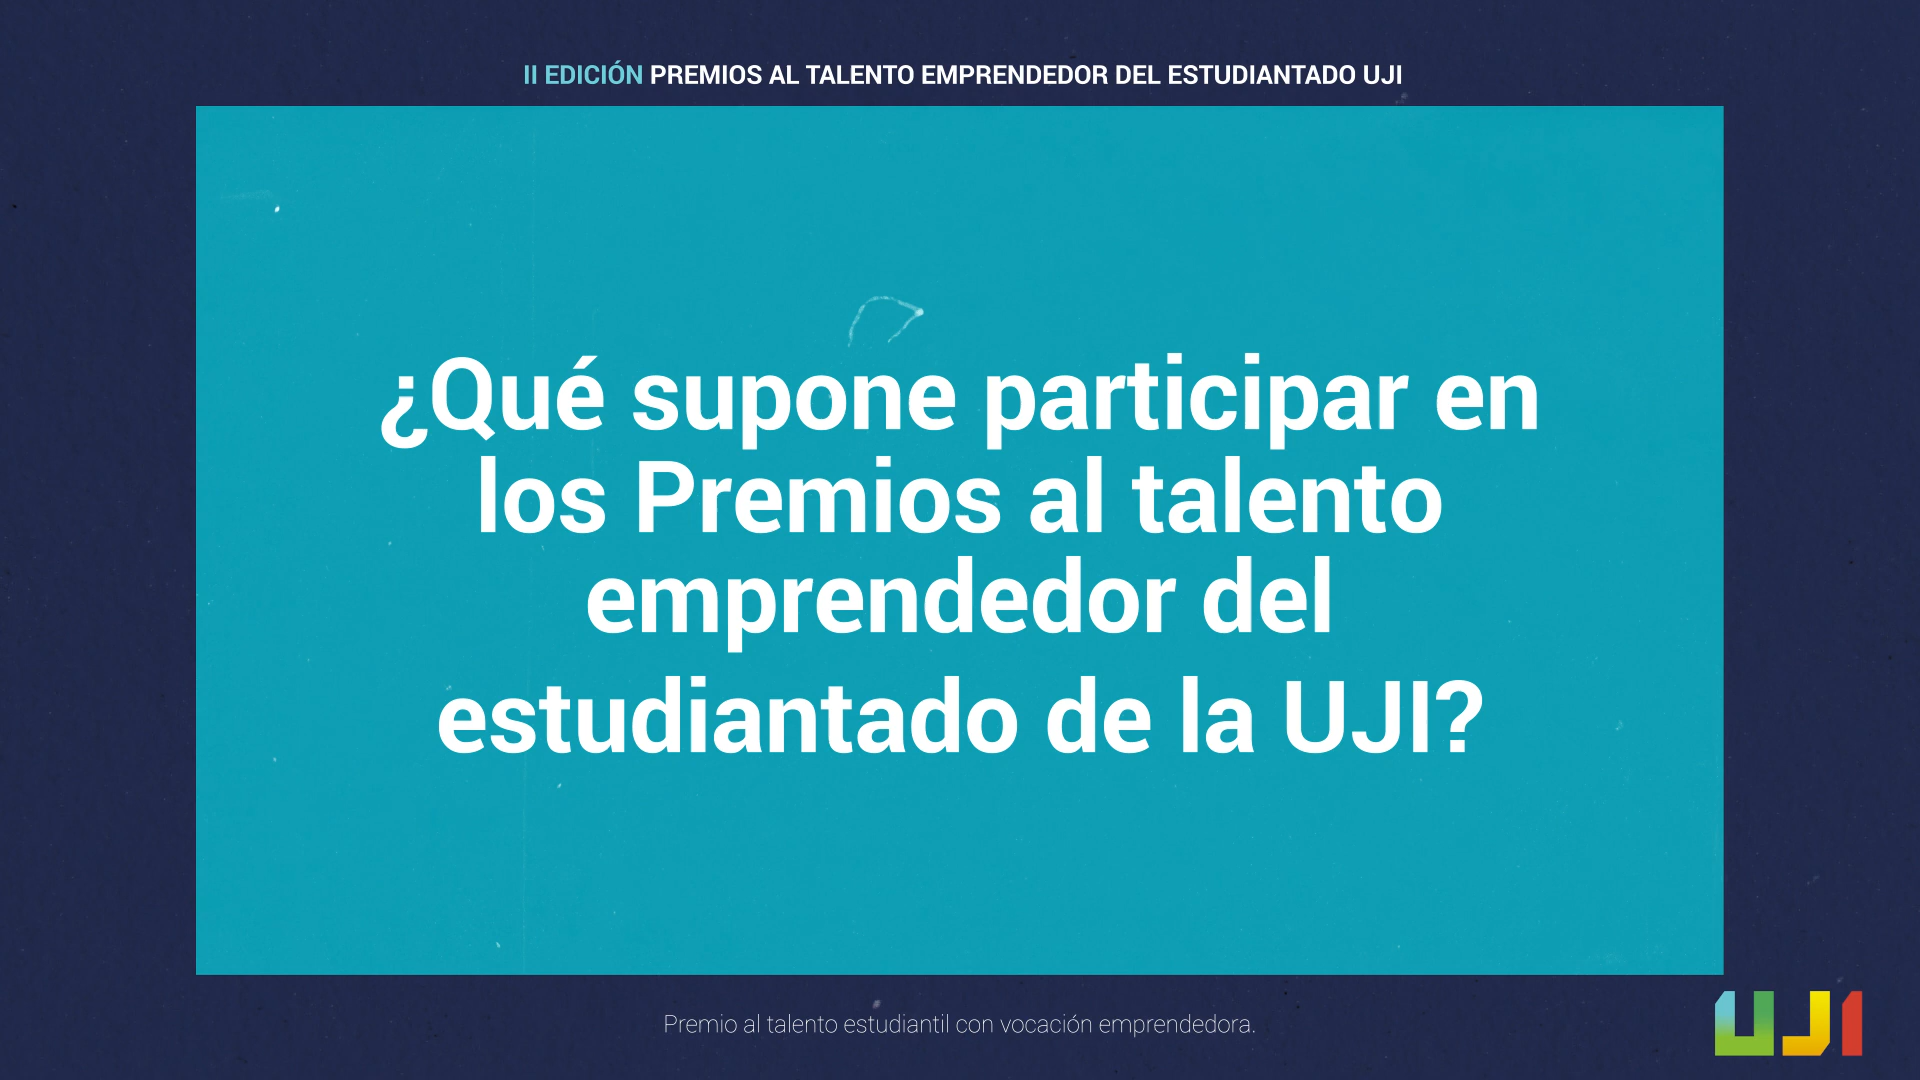 II EDICIÓN PREMIOS AL TALENTO EMPRENDEDOR DEL ESTUDIANTADO UJI
¿Qué supone participar en
los Premios al talento
emprendedor del
estudiantado de la UJI?
Premio al talento estudiantil con vocación emprendedora.
UJI